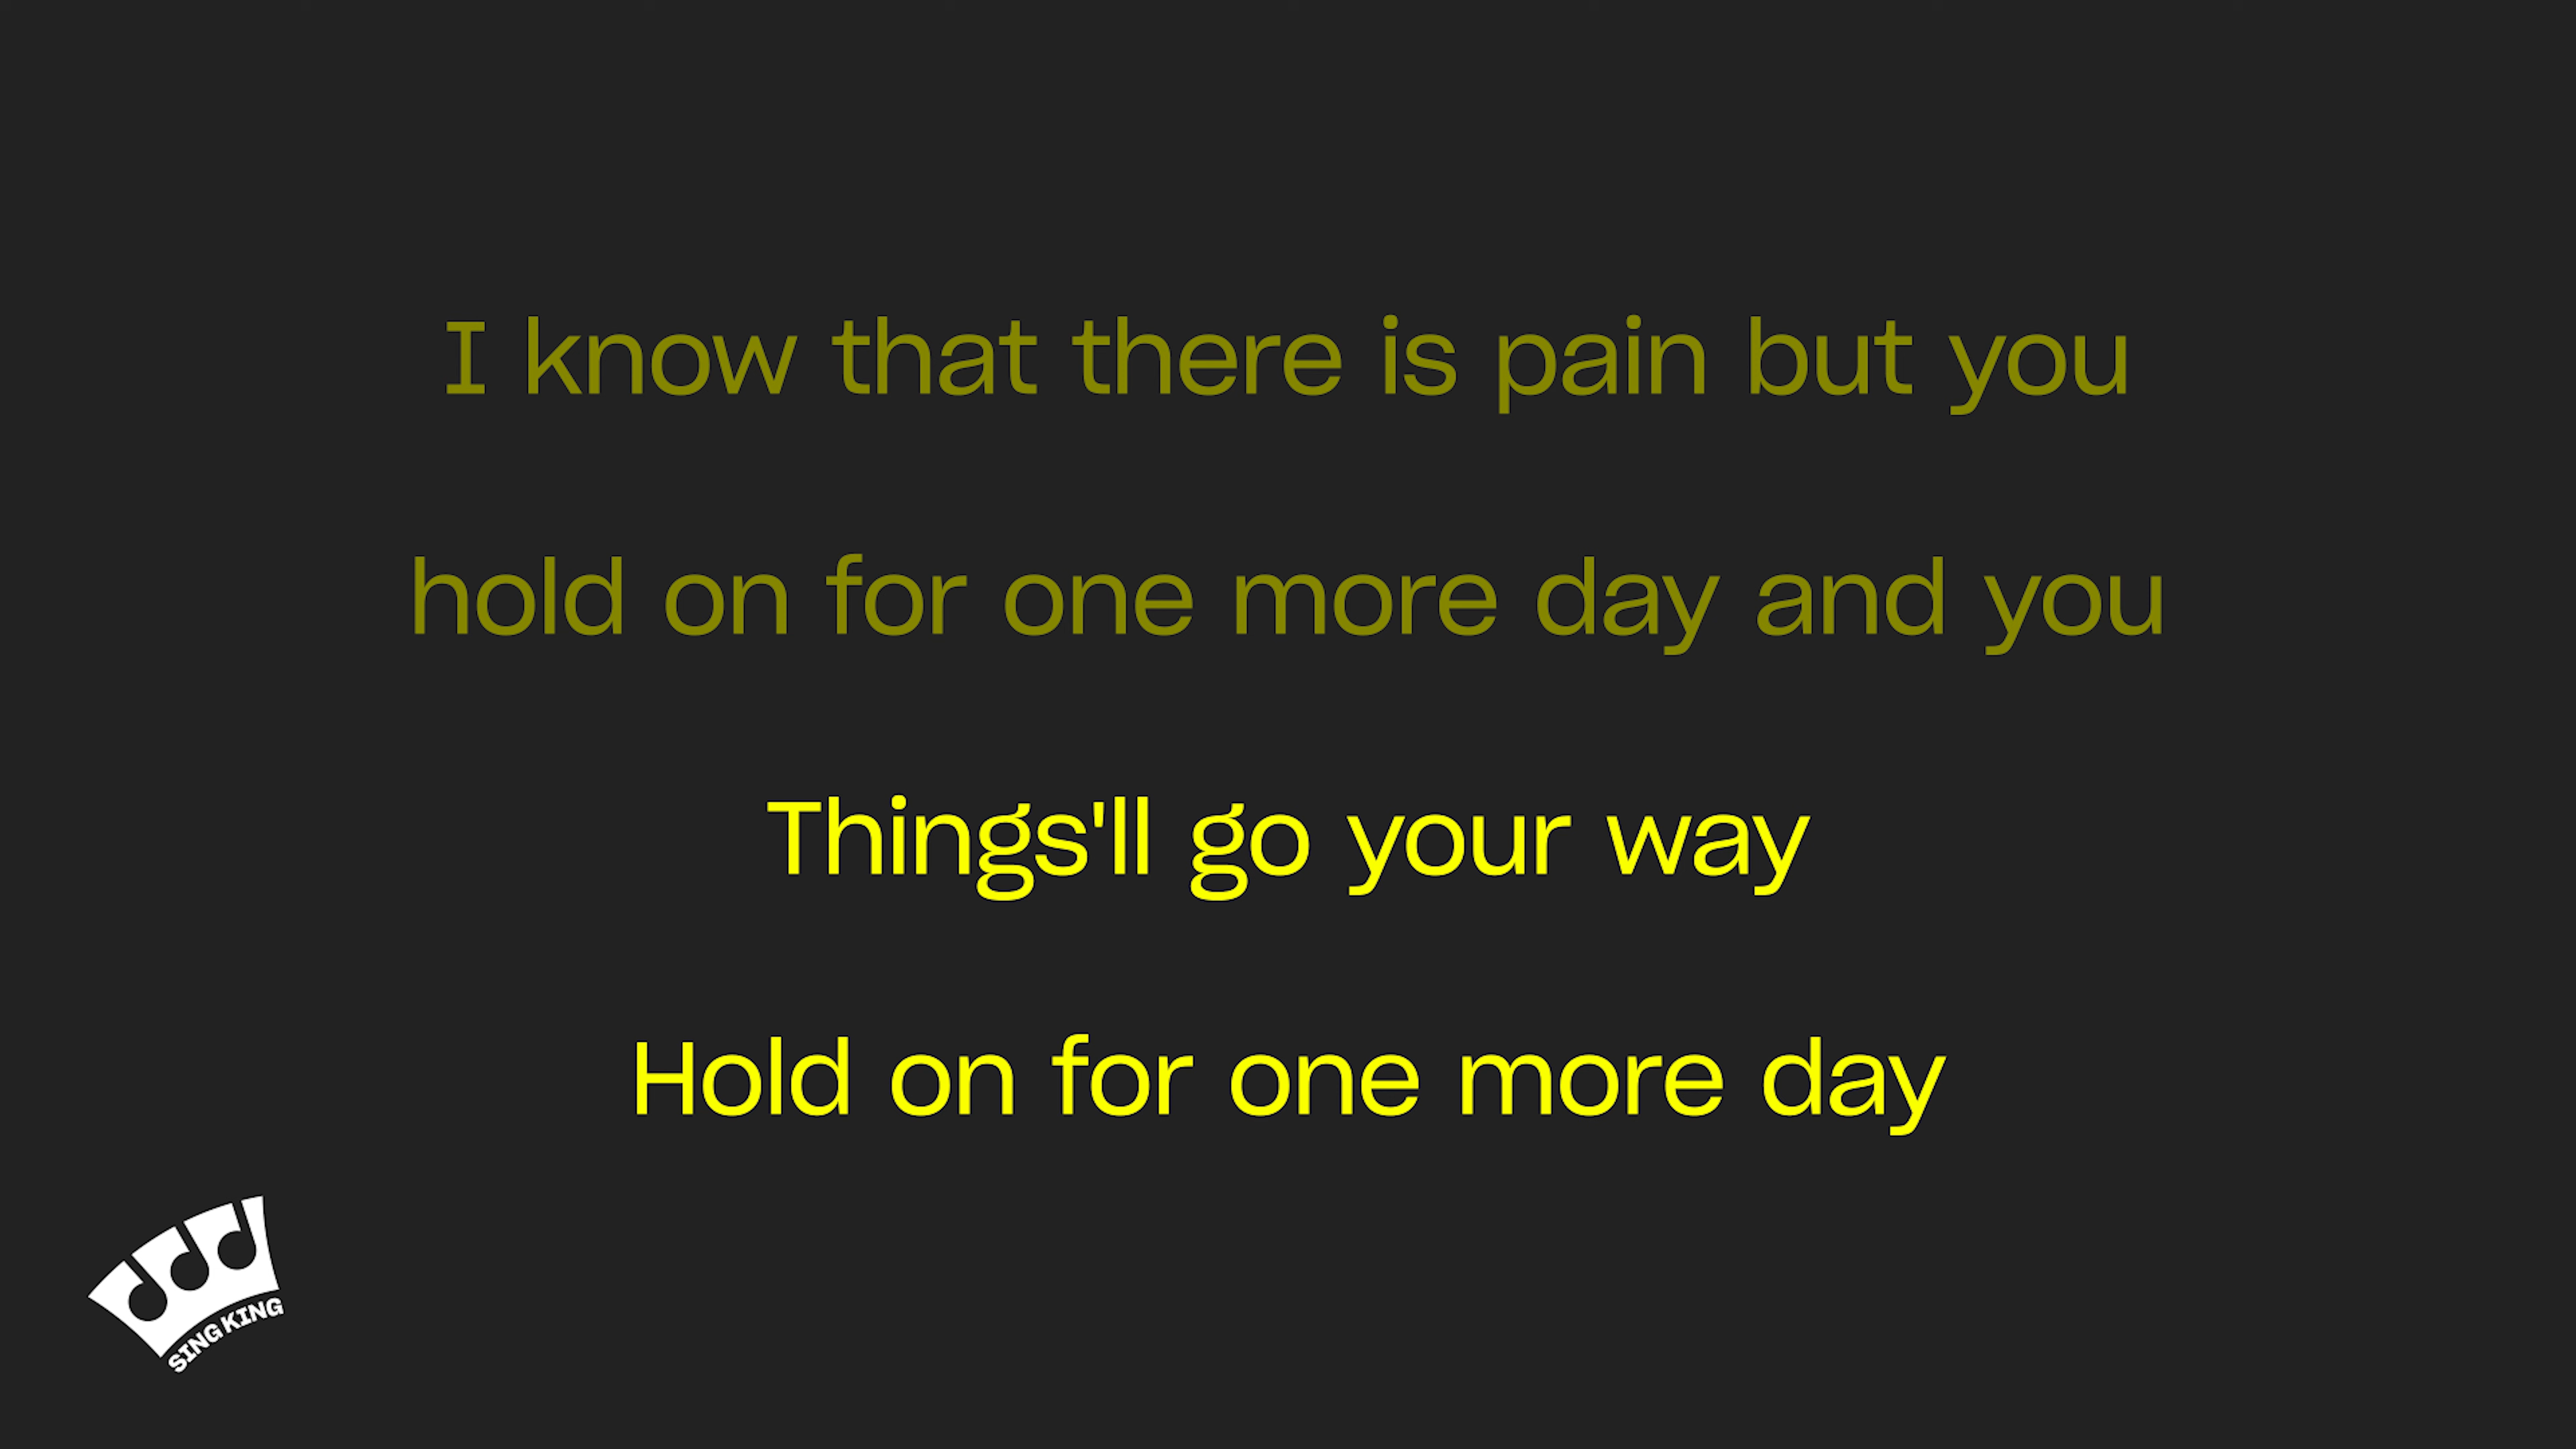 I know that there is pain but you
hold on for one more day and you
Things'll go your way
Hold on for one more day
SING KING